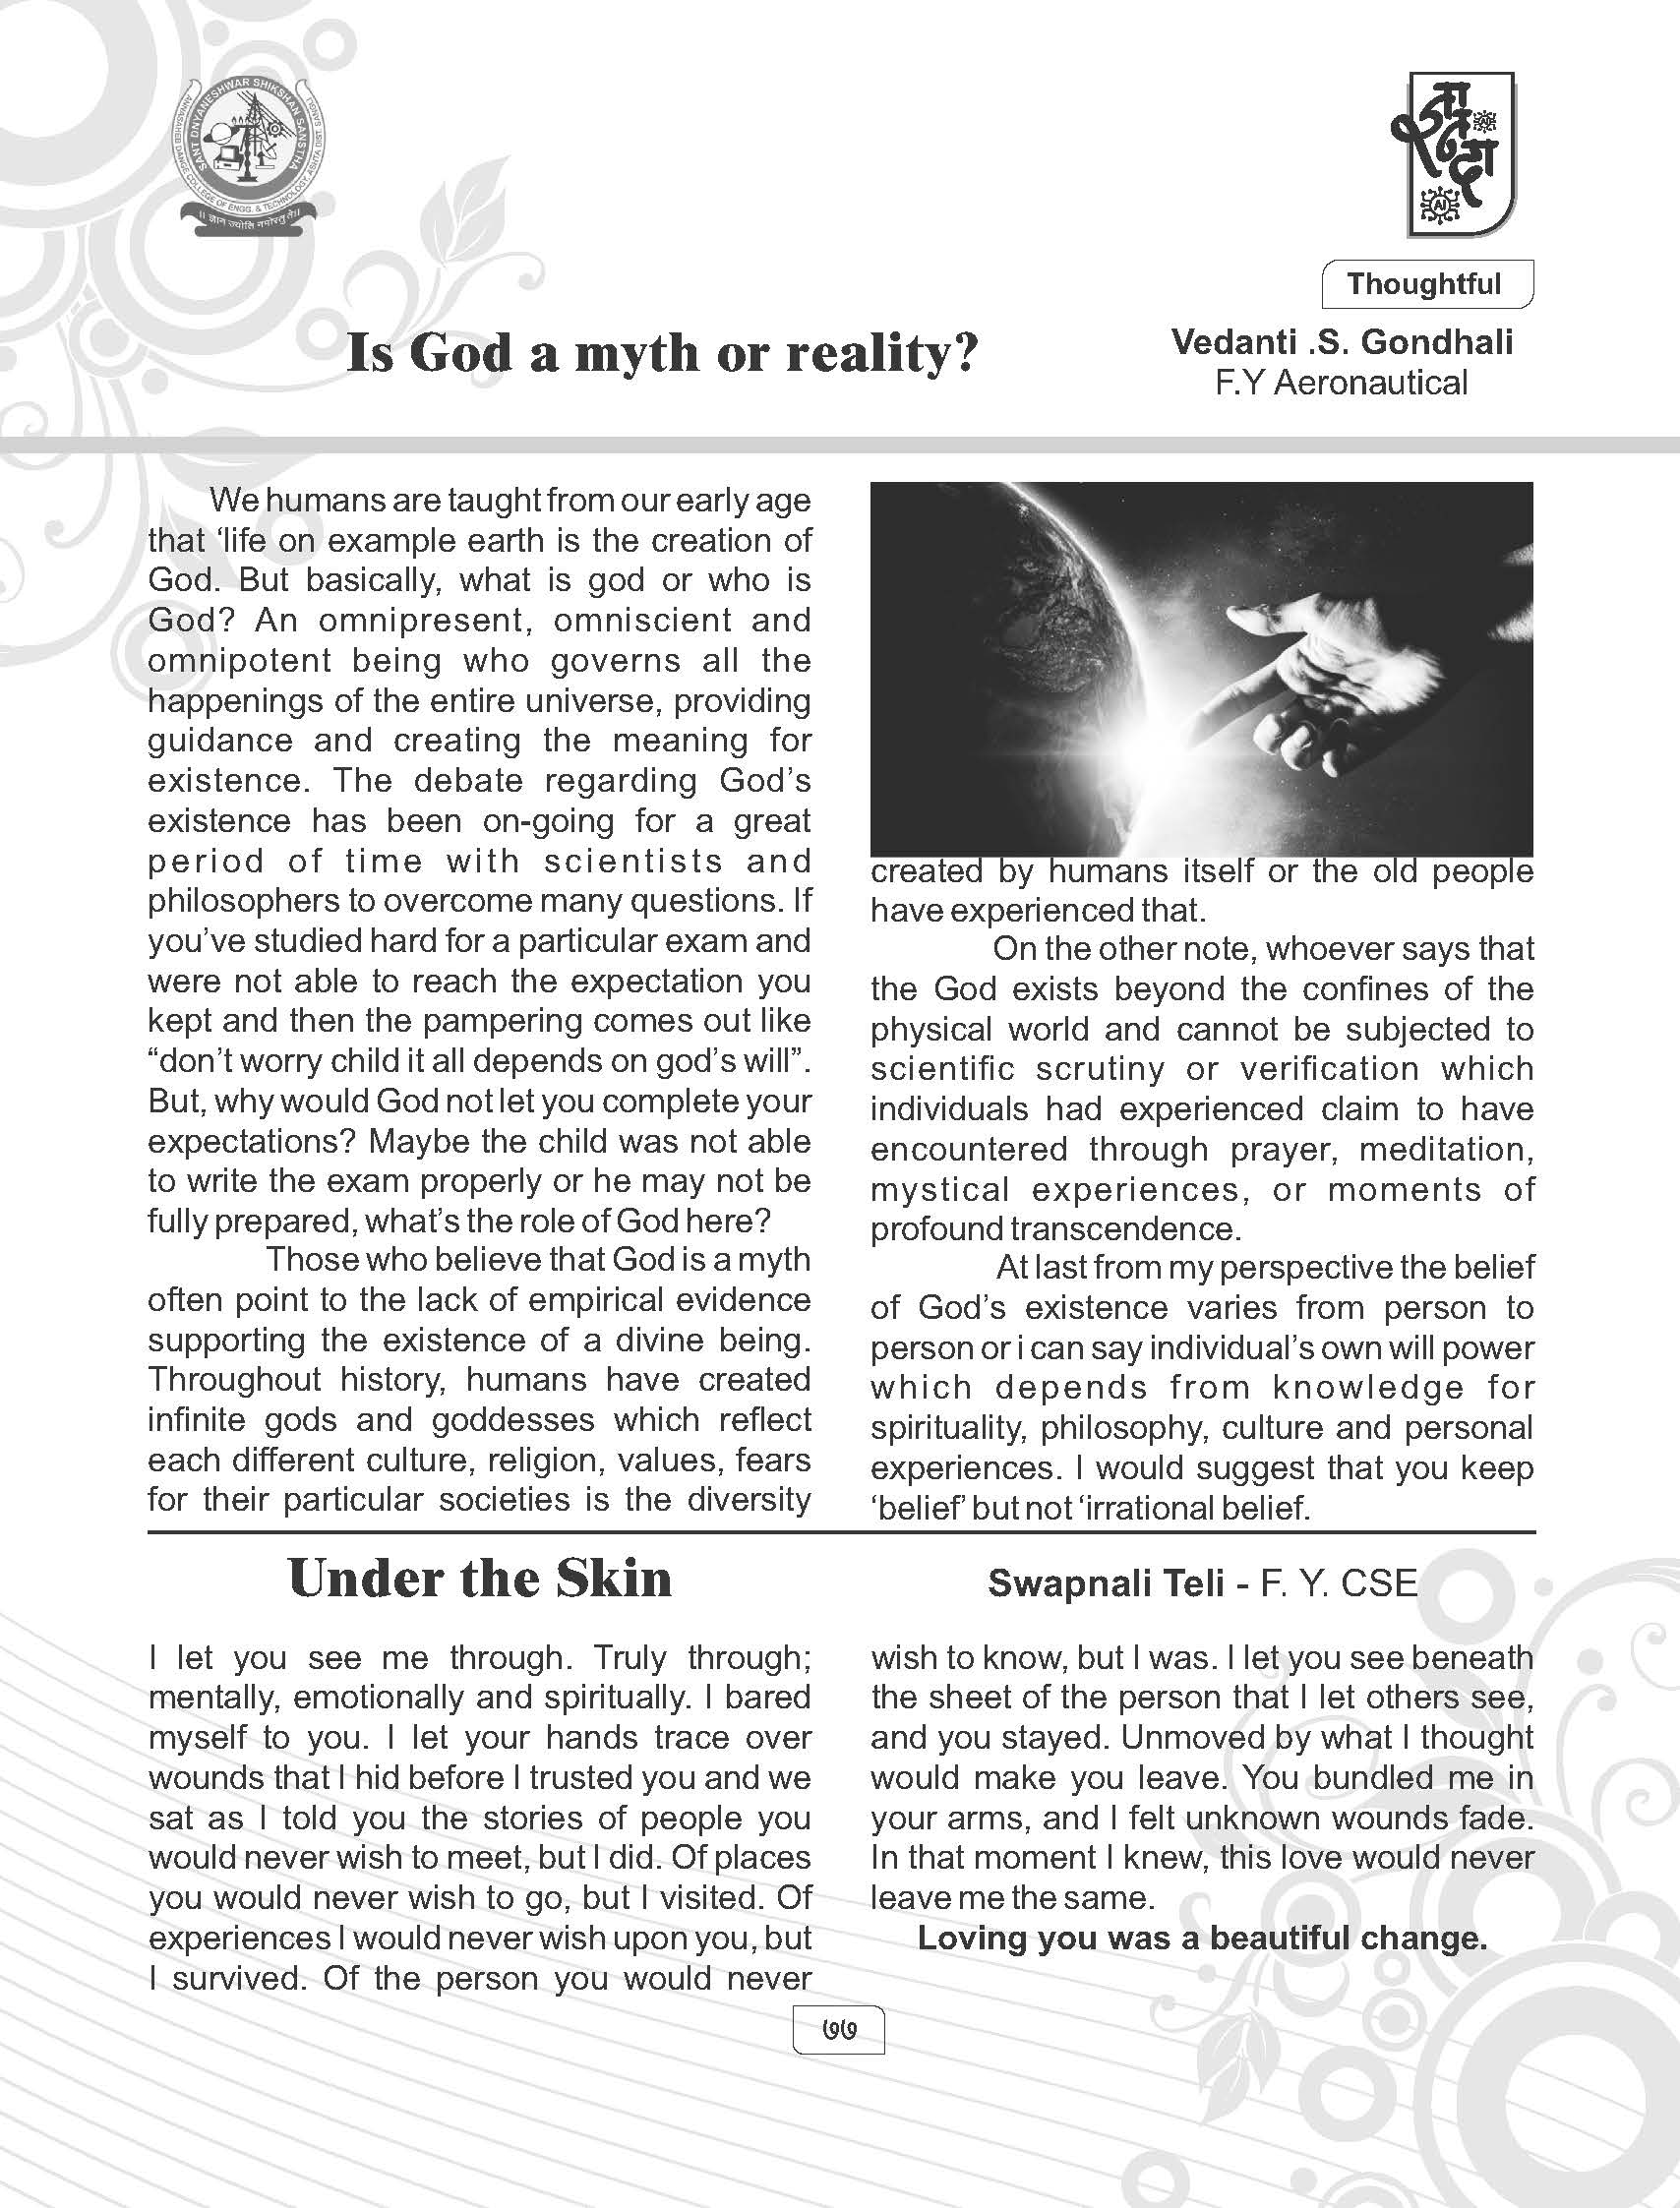 SANT DNYANESHWAR SHIKSHAN SANSTHA
ANNASAHEB DANGE COLLEGE OF ENGG. & TECHNOLOGY, ASHTA DIST. SANGLI
AI
AI
Thoughtful
Is God a myth or reality?
Vedanti .S. Gondhali
F.Y Aeronautical
We humans are taught from our early age
that ‘life on example earth is the creation of
God. But basically, what is god or who is
God? An omnipresent, omniscient and
omnipotent being who governs all the
happenings of the entire universe, providing
guidance and creating the meaning for
existence. The debate regarding God’s
existence has been on-going for a great
period of time with scientists and
philosophers to overcome many questions. If
you’ve studied hard for a particular exam and
were not able to reach the expectation you
kept and then the pampering comes out like
“don’t worry child it all depends on god’s will”.
But, why would God not let you complete your
expectations? Maybe the child was not able
to write the exam properly or he may not be
fully prepared, what’s the role of God here?
Those who believe that God is a myth
often point to the lack of empirical evidence
supporting the existence of a divine being.
Throughout history, humans have created
infinite gods and goddesses which reflect
each different culture, religion, values, fears
for their particular societies is the diversity
created by humans itself or the old people
have experienced that.
On the other note, whoever says that
the God exists beyond the confines of the
physical world and cannot be subjected to
scientific scrutiny or verification which
individuals had experienced claim to have
encountered through prayer, meditation,
mystical experiences, or moments of
profound transcendence.
At last from my perspective the belief
of God’s existence varies from person to
person or i can say individual’s own will power
which depends from knowledge for
spirituality, philosophy, culture and personal
experiences. I would suggest that you keep
‘belief’ but not ‘irrational belief.
Under the Skin
Swapnali Teli - F. Y. CSE
I let you see me through. Truly through;
mentally, emotionally and spiritually. I bared
myself to you. I let your hands trace over
wounds that I hid before I trusted you and we
sat as I told you the stories of people you
would never wish to meet, but I did. Of places
you would never wish to go, but I visited. Of
experiences I would never wish upon you, but
I survived. Of the person you would never
wish to know, but I was. I let you see beneath
the sheet of the person that I let others see,
and you stayed. Unmoved by what I thought
would make you leave. You bundled me in
your arms, and I felt unknown wounds fade.
In that moment I knew, this love would never
leave me the same.
Loving you was a beautiful change.
७७